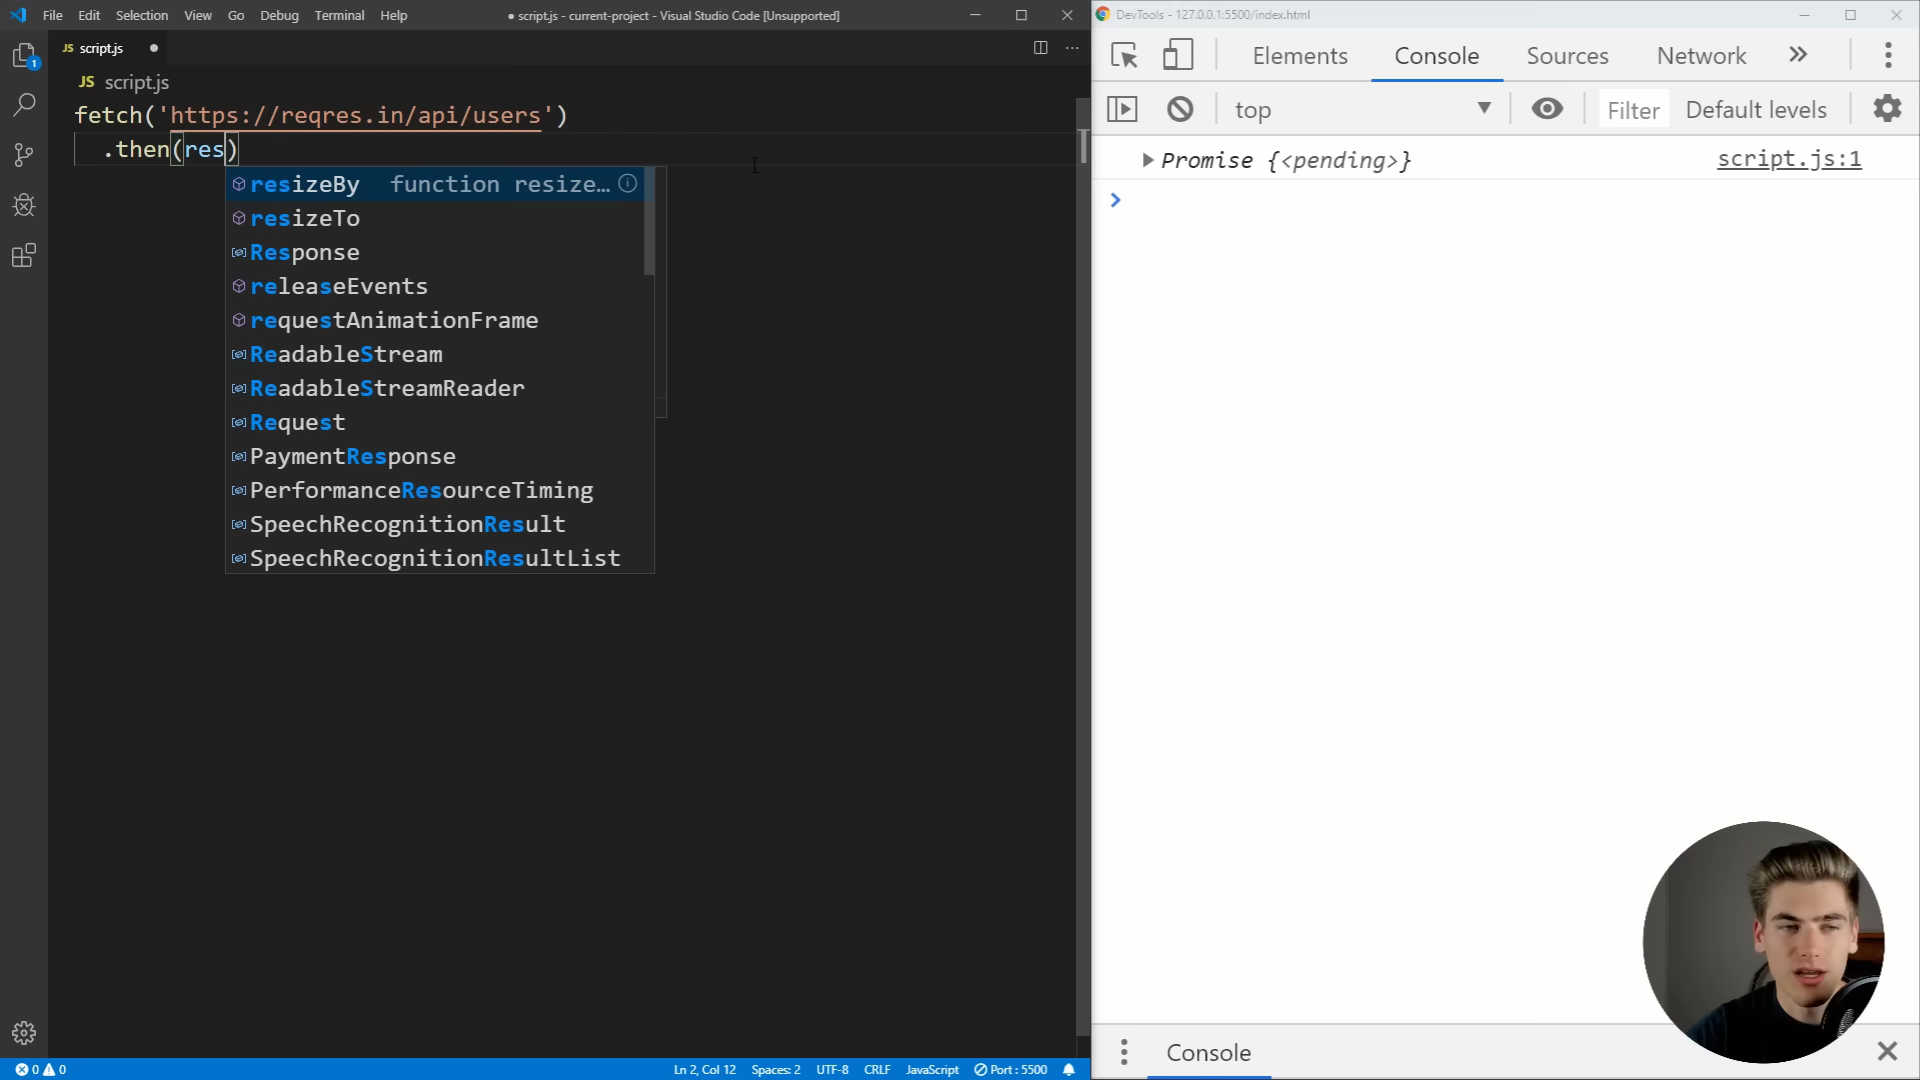 File Edit Selection View Go Debug Terminal Help
● script.js - current-project - Visual Studio Code [Unsupported]
JS script.js ●
JS script.js
fetch('https://reqres.in/api/users')
.then(res)
resizeBy function resize…
resizeTo
Response
releaseEvents
requestAnimationFrame
ReadableStream
ReadableStreamReader
Request
PaymentResponse
PerformanceResourceTiming
SpeechRecognitionResult
SpeechRecognitionResultList
1
0 0
Ln 2, Col 12 Spaces: 2 UTF-8 CRLF JavaScript Port : 5500
DevTools - 127.0.0.1:5500/index.html
Elements Console Sources Network »
top Filter Default levels
Promise {<pending>} script.js:1
Console